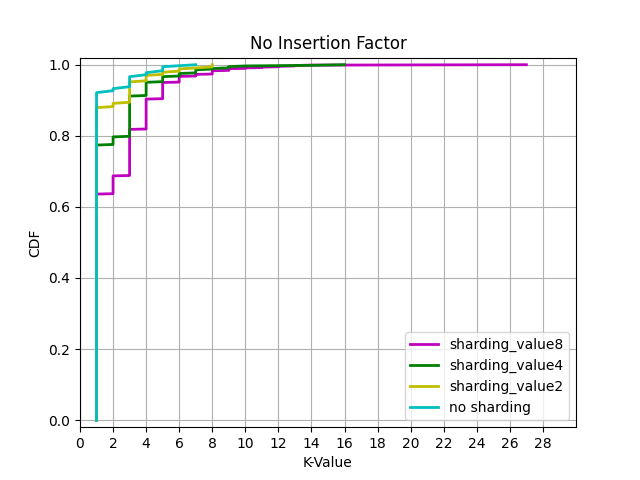 No Insertion Factor
CDF
1.0
0.8
0.6
0.4
0.2
0.0
sharding_value8
sharding_value4
sharding_value2
no sharding
0 2 4 6 8 10 12 14 16 18 20 22 24 26 28
K-Value